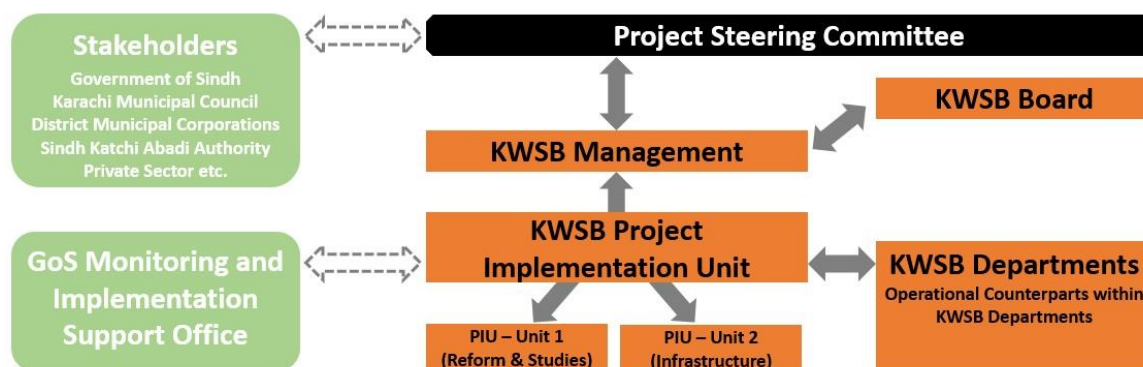 Stakeholders
Government of Sindh
Karachi Municipal Council
District Municipal Corporations
Sindh Katchi Abadi Authority
Private Sector etc.
Project Steering Committee
KWSB Board
KWSB Management
KWSB Project
Implementation Unit
GoS Monitoring and
Implementation
Support Office
KWSB Departments
Operational Counterparts within
KWSB Departments
PIU – Unit 1
(Reform & Studies)
PIU – Unit 2
(Infrastructure)